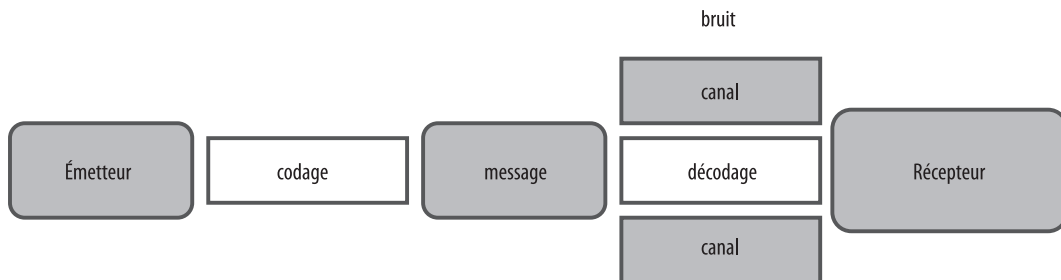 bruit
canal
Émetteur
codage
message
décodage
Récepteur
canal